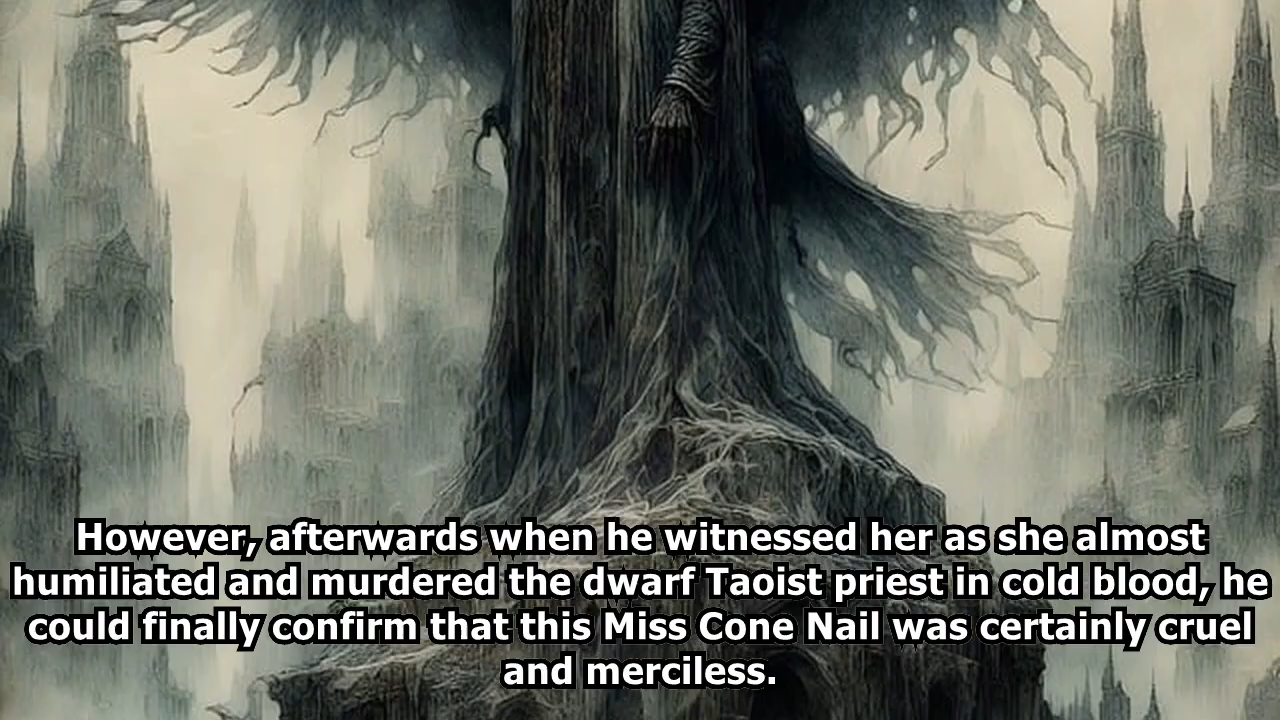 However, afterwards when he witnessed her as she almost
humiliated and murdered the dwarf Taoist priest in cold blood, he
could finally confirm that this Miss Cone Nail was certainly cruel
and merciless.